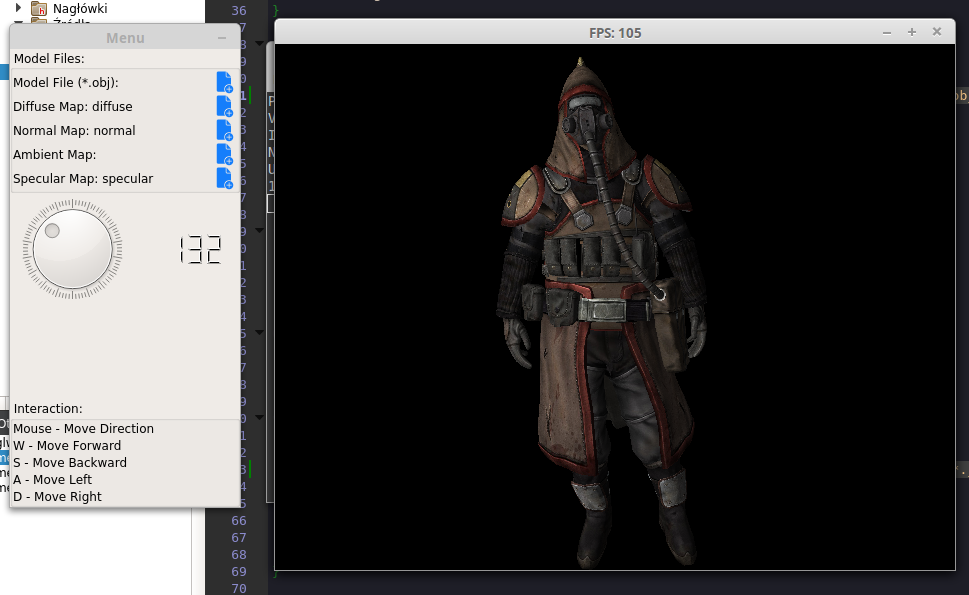 Nagłówki
Menu
Model Files:
Model File (*.obj):
Diffuse Map: diffuse
Normal Map: normal
Ambient Map:
Specular Map: specular
132
Interaction:
Mouse - Move Direction
W - Move Forward
S - Move Backward
A - Move Left
D - Move Right
36 }
FPS: 105
66
67
68
69 }
70